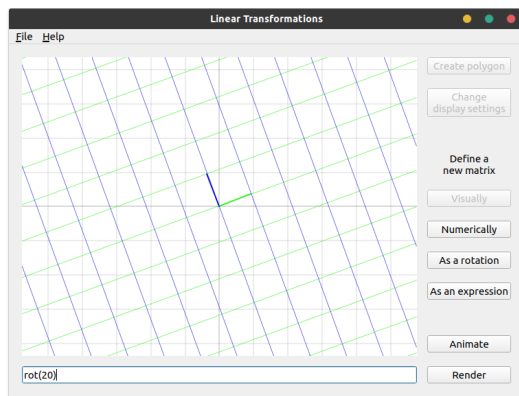 Linear Transformations
File Help
Create polygon
Change
display settings
Define a
new matrix
Visually
Numerically
As a rotation
As an expression
Animate
rot(20)
Render